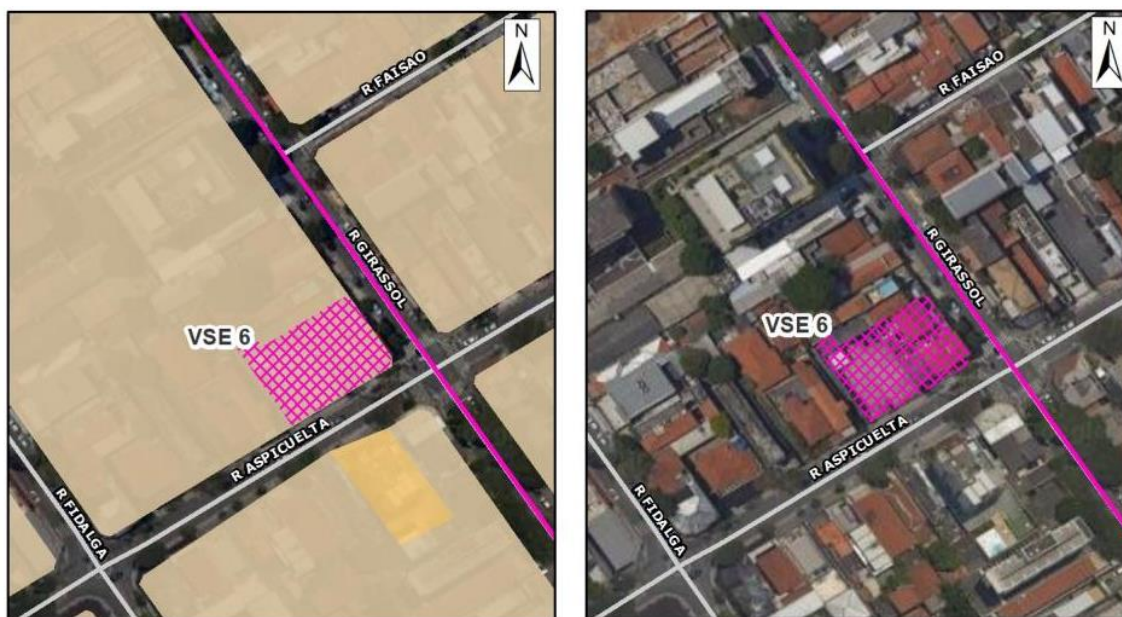 N
R FAISAO
R GIRASSOL
VSE 6
R ASPICUELTA
R FIDALGA
N
R FAISAO
R GIRASSOL
VSE 6
R ASPICUELTA
R FIDALGA